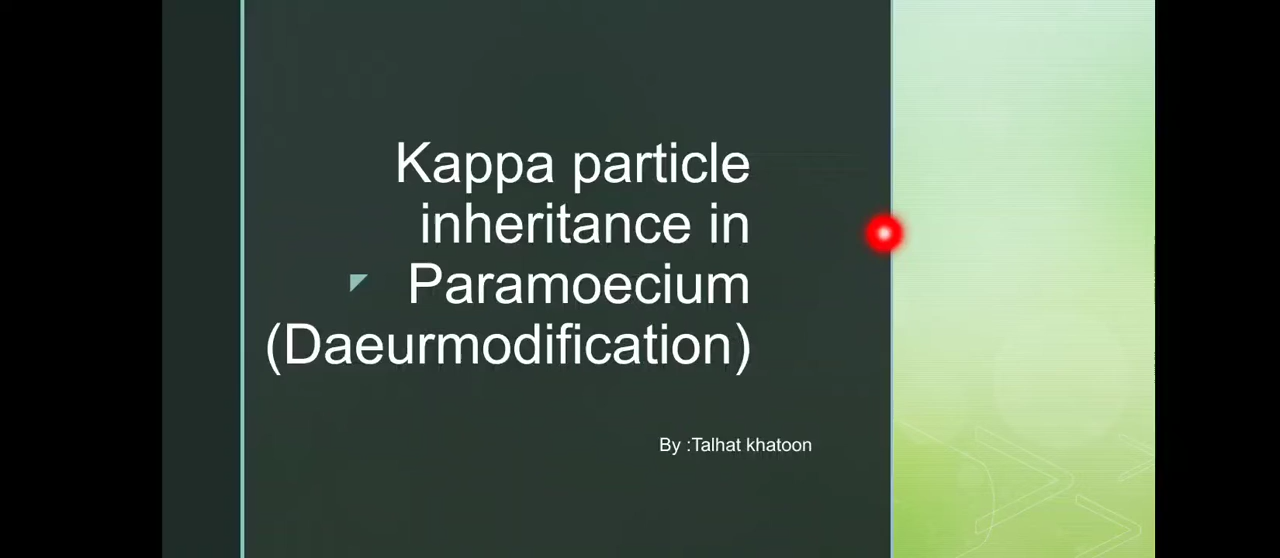 Kappa particle
inheritance in
Paramoecium
(Daeurmodification)
By :Talhat khatoon